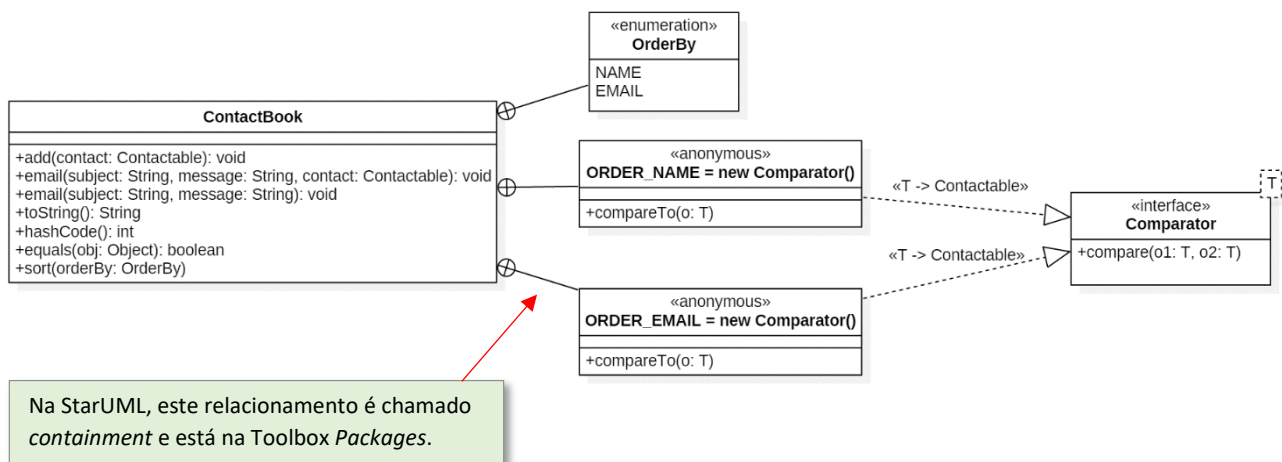 «enumeration»
OrderBy
NAME
EMAIL
ContactBook
+add(contact: Contactable): void
+email(subject: String, message: String, contact: Contactable): void
+email(subject: String, message: String): void
+toString(): String
+hashCode(): int
+equals(obj: Object): boolean
+sort(orderBy: OrderBy)
«anonymous»
ORDER_NAME = new Comparator()
+compareTo(o: T)
«T -> Contactable»
T
«interface»
Comparator
+compare(o1: T, o2: T)
«T -> Contactable»
«anonymous»
ORDER_EMAIL = new Comparator()
+compareTo(o: T)
Na StarUML, este relacionamento é chamado
containment e está na Toolbox Packages.